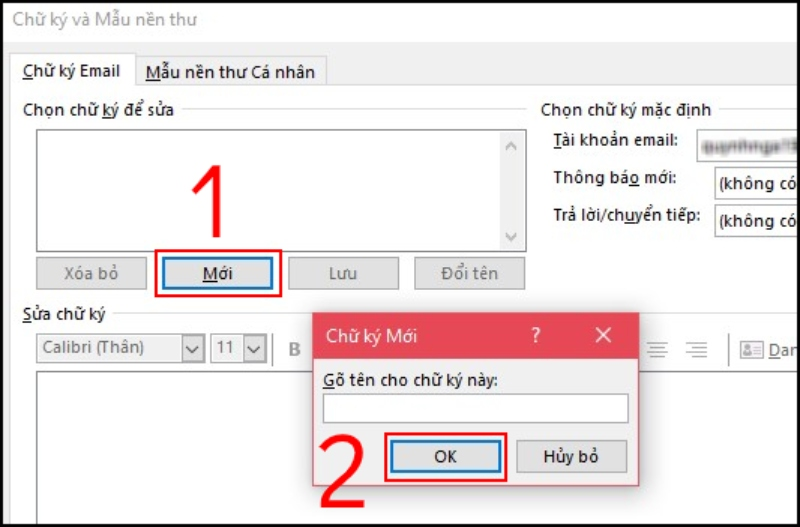 Chữ ký và Mẫu nền thư
Chữ ký Email
Mẫu nền thư Cá nhân
Chọn chữ ký để sửa
Chọn chữ ký mặc định
Tài khoản email:
Thông báo mới:
(không có
Trả lời/chuyển tiếp:
(không có
1
Xóa bỏ
Mới
Lưu
Đổi tên
Sửa chữ ký
Calibri (Thân)
11
B
Dan
Chữ ký Mới
?
Gõ tên cho chữ ký này:
2
OK
Hủy bỏ